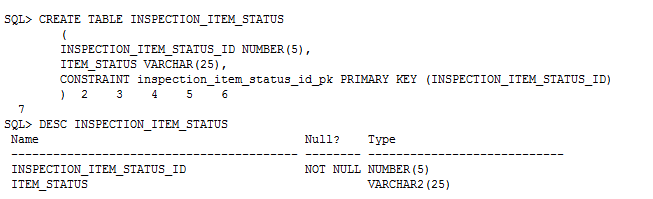 SQL> CREATE TABLE INSPECTION_ITEM_STATUS
(
INSPECTION_ITEM_STATUS_ID NUMBER(5),
ITEM_STATUS VARCHAR(25),
CONSTRAINT inspection_item_status_id_pk PRIMARY KEY (INSPECTION_ITEM_STATUS_ID)
) 2 3 4 5 6
7
SQL> DESC INSPECTION_ITEM_STATUS
Name Null? Type
----------------------------------------- -------- ----------------------------
INSPECTION_ITEM_STATUS_ID NOT NULL NUMBER(5)
ITEM_STATUS VARCHAR2(25)